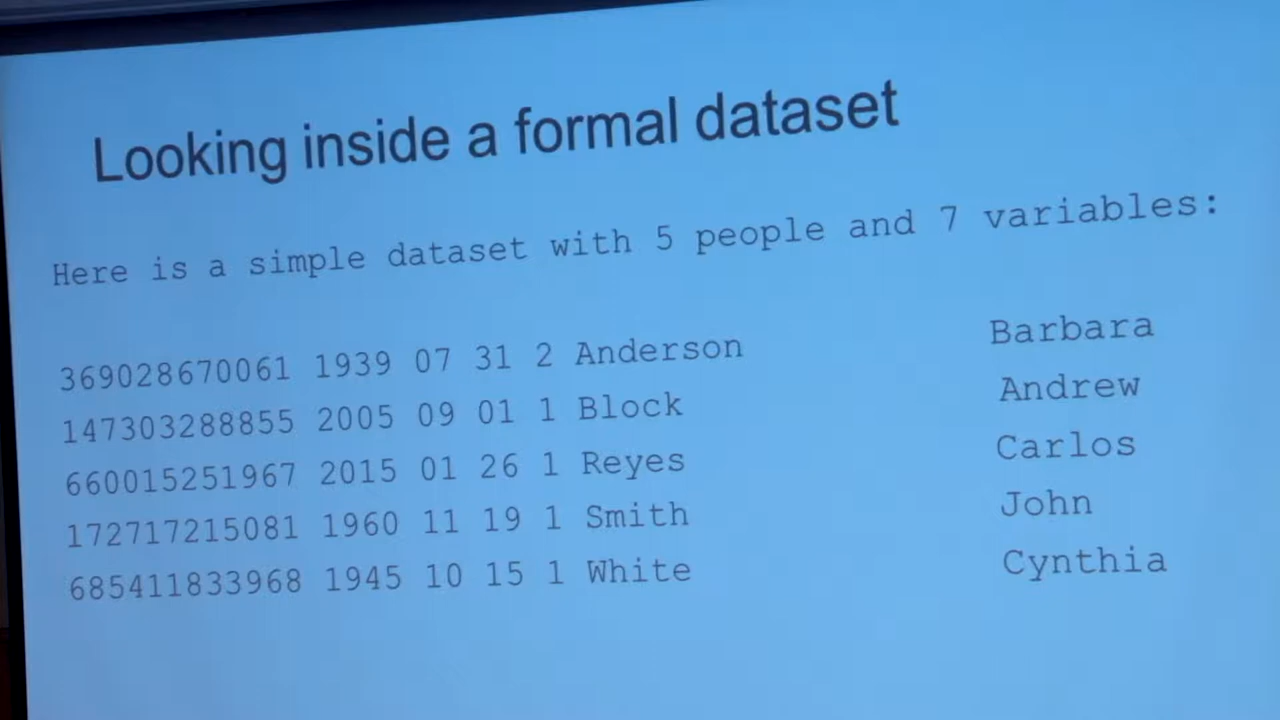 Looking inside a formal dataset
Here is a simple dataset with 5 people and 7 variables:
369028670061 1939 07 31 2 Anderson Barbara
147303288855 2005 09 01 1 Block Andrew
660015251967 2015 01 26 1 Reyes Carlos
172717215081 1960 11 19 1 Smith John
685411833968 1945 10 15 1 White Cynthia